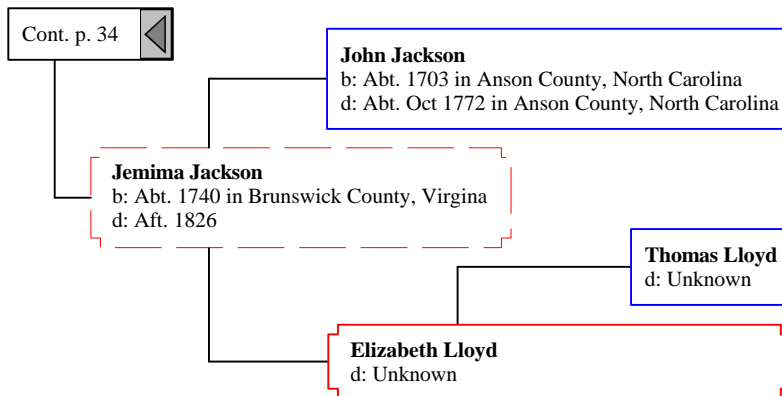 Cont. p. 34
John Jackson
b: Abt. 1703 in Anson County, North Carolina
d: Abt. Oct 1772 in Anson County, North Carolina
Jemima Jackson
b: Abt. 1740 in Brunswick County, Virgina
d: Aft. 1826
Thomas Lloyd
d: Unknown
Elizabeth Lloyd
d: Unknown